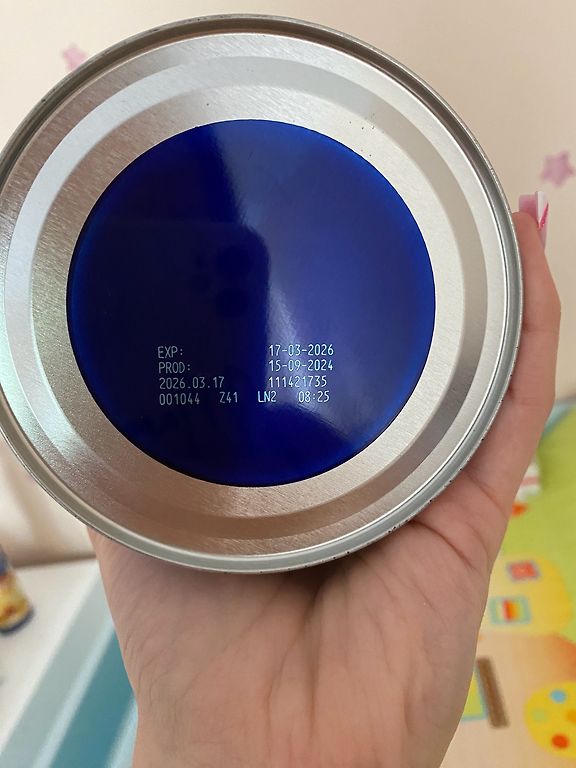 EXP: 17-03-2026
PROD: 15-09-2024
2026.03.17 111421735
001044 Z41 LN2 08:25